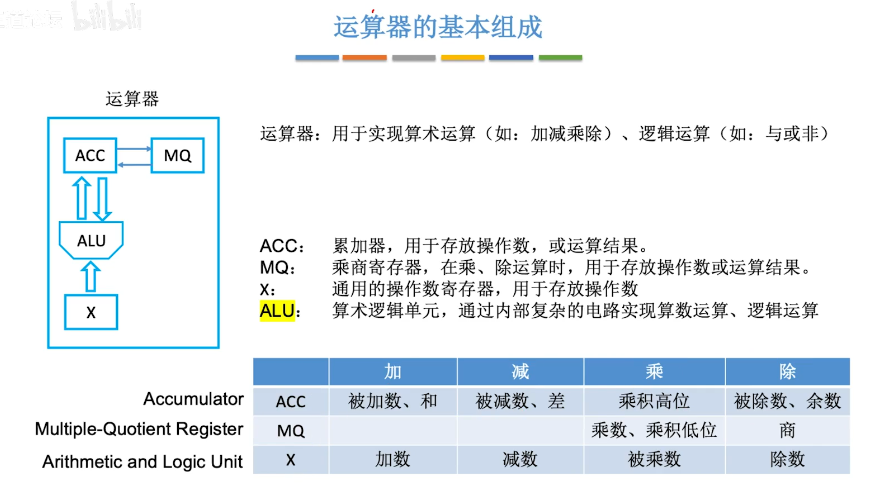 bilibili
运算器的基本组成
运算器
ACC
MQ
ALU
X
运算器：用于实现算术运算（如：加减乘除）、逻辑运算（如：与或非）
ACC： 累加器，用于存放操作数，或运算结果。
MQ： 乘商寄存器，在乘、除运算时，用于存放操作数或运算结果。
X： 通用的操作数寄存器，用于存放操作数
ALU： 算术逻辑单元，通过内部复杂的电路实现算数运算、逻辑运算
加 减 乘 除
Accumulator ACC 被加数、和 被减数、差 乘积高位 被除数、余数
Multiple-Quotient Register MQ 乘数、乘积低位 商
Arithmetic and Logic Unit X 加数 减数 被乘数 除数